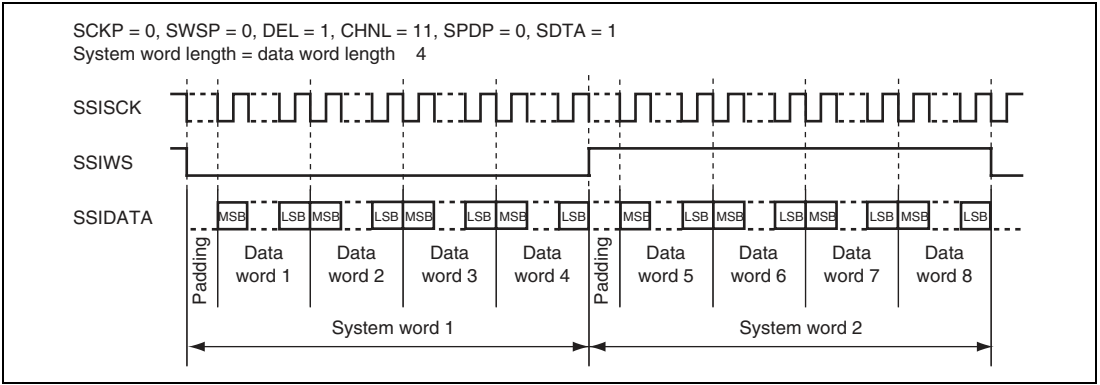 SCKP = 0, SWSP = 0, DEL = 1, CHNL = 11, SPDP = 0, SDTA = 1
System word length = data word length 4
SSISCK
SSIWS
SSIDATA
MSB LSB MSB LSB MSB LSB MSB LSB MSB LSB MSB LSB MSB LSB MSB LSB
Padding
Data word 1
Data word 2
Data word 3
Data word 4
Padding
Data word 5
Data word 6
Data word 7
Data word 8
System word 1
System word 2